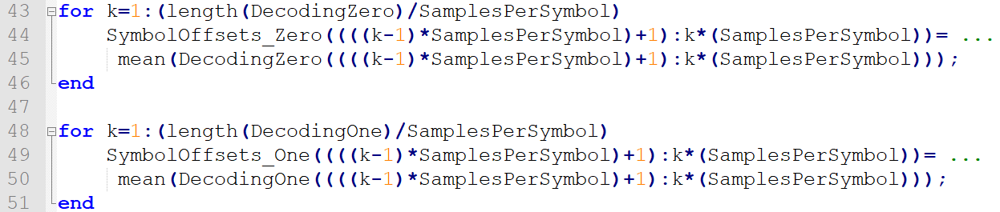 43 for k=1:(length(DecodingZero)/SamplesPerSymbol)
44 SymbolOffsets_Zero((((k-1)*SamplesPerSymbol)+1):k*(SamplesPerSymbol))= ...
45 mean(DecodingZero((((k-1)*SamplesPerSymbol)+1):k*(SamplesPerSymbol)));
46 end
47
48 for k=1:(length(DecodingOne)/SamplesPerSymbol)
49 SymbolOffsets_One((((k-1)*SamplesPerSymbol)+1):k*(SamplesPerSymbol))= ...
50 mean(DecodingOne((((k-1)*SamplesPerSymbol)+1):k*(SamplesPerSymbol)));
51 end